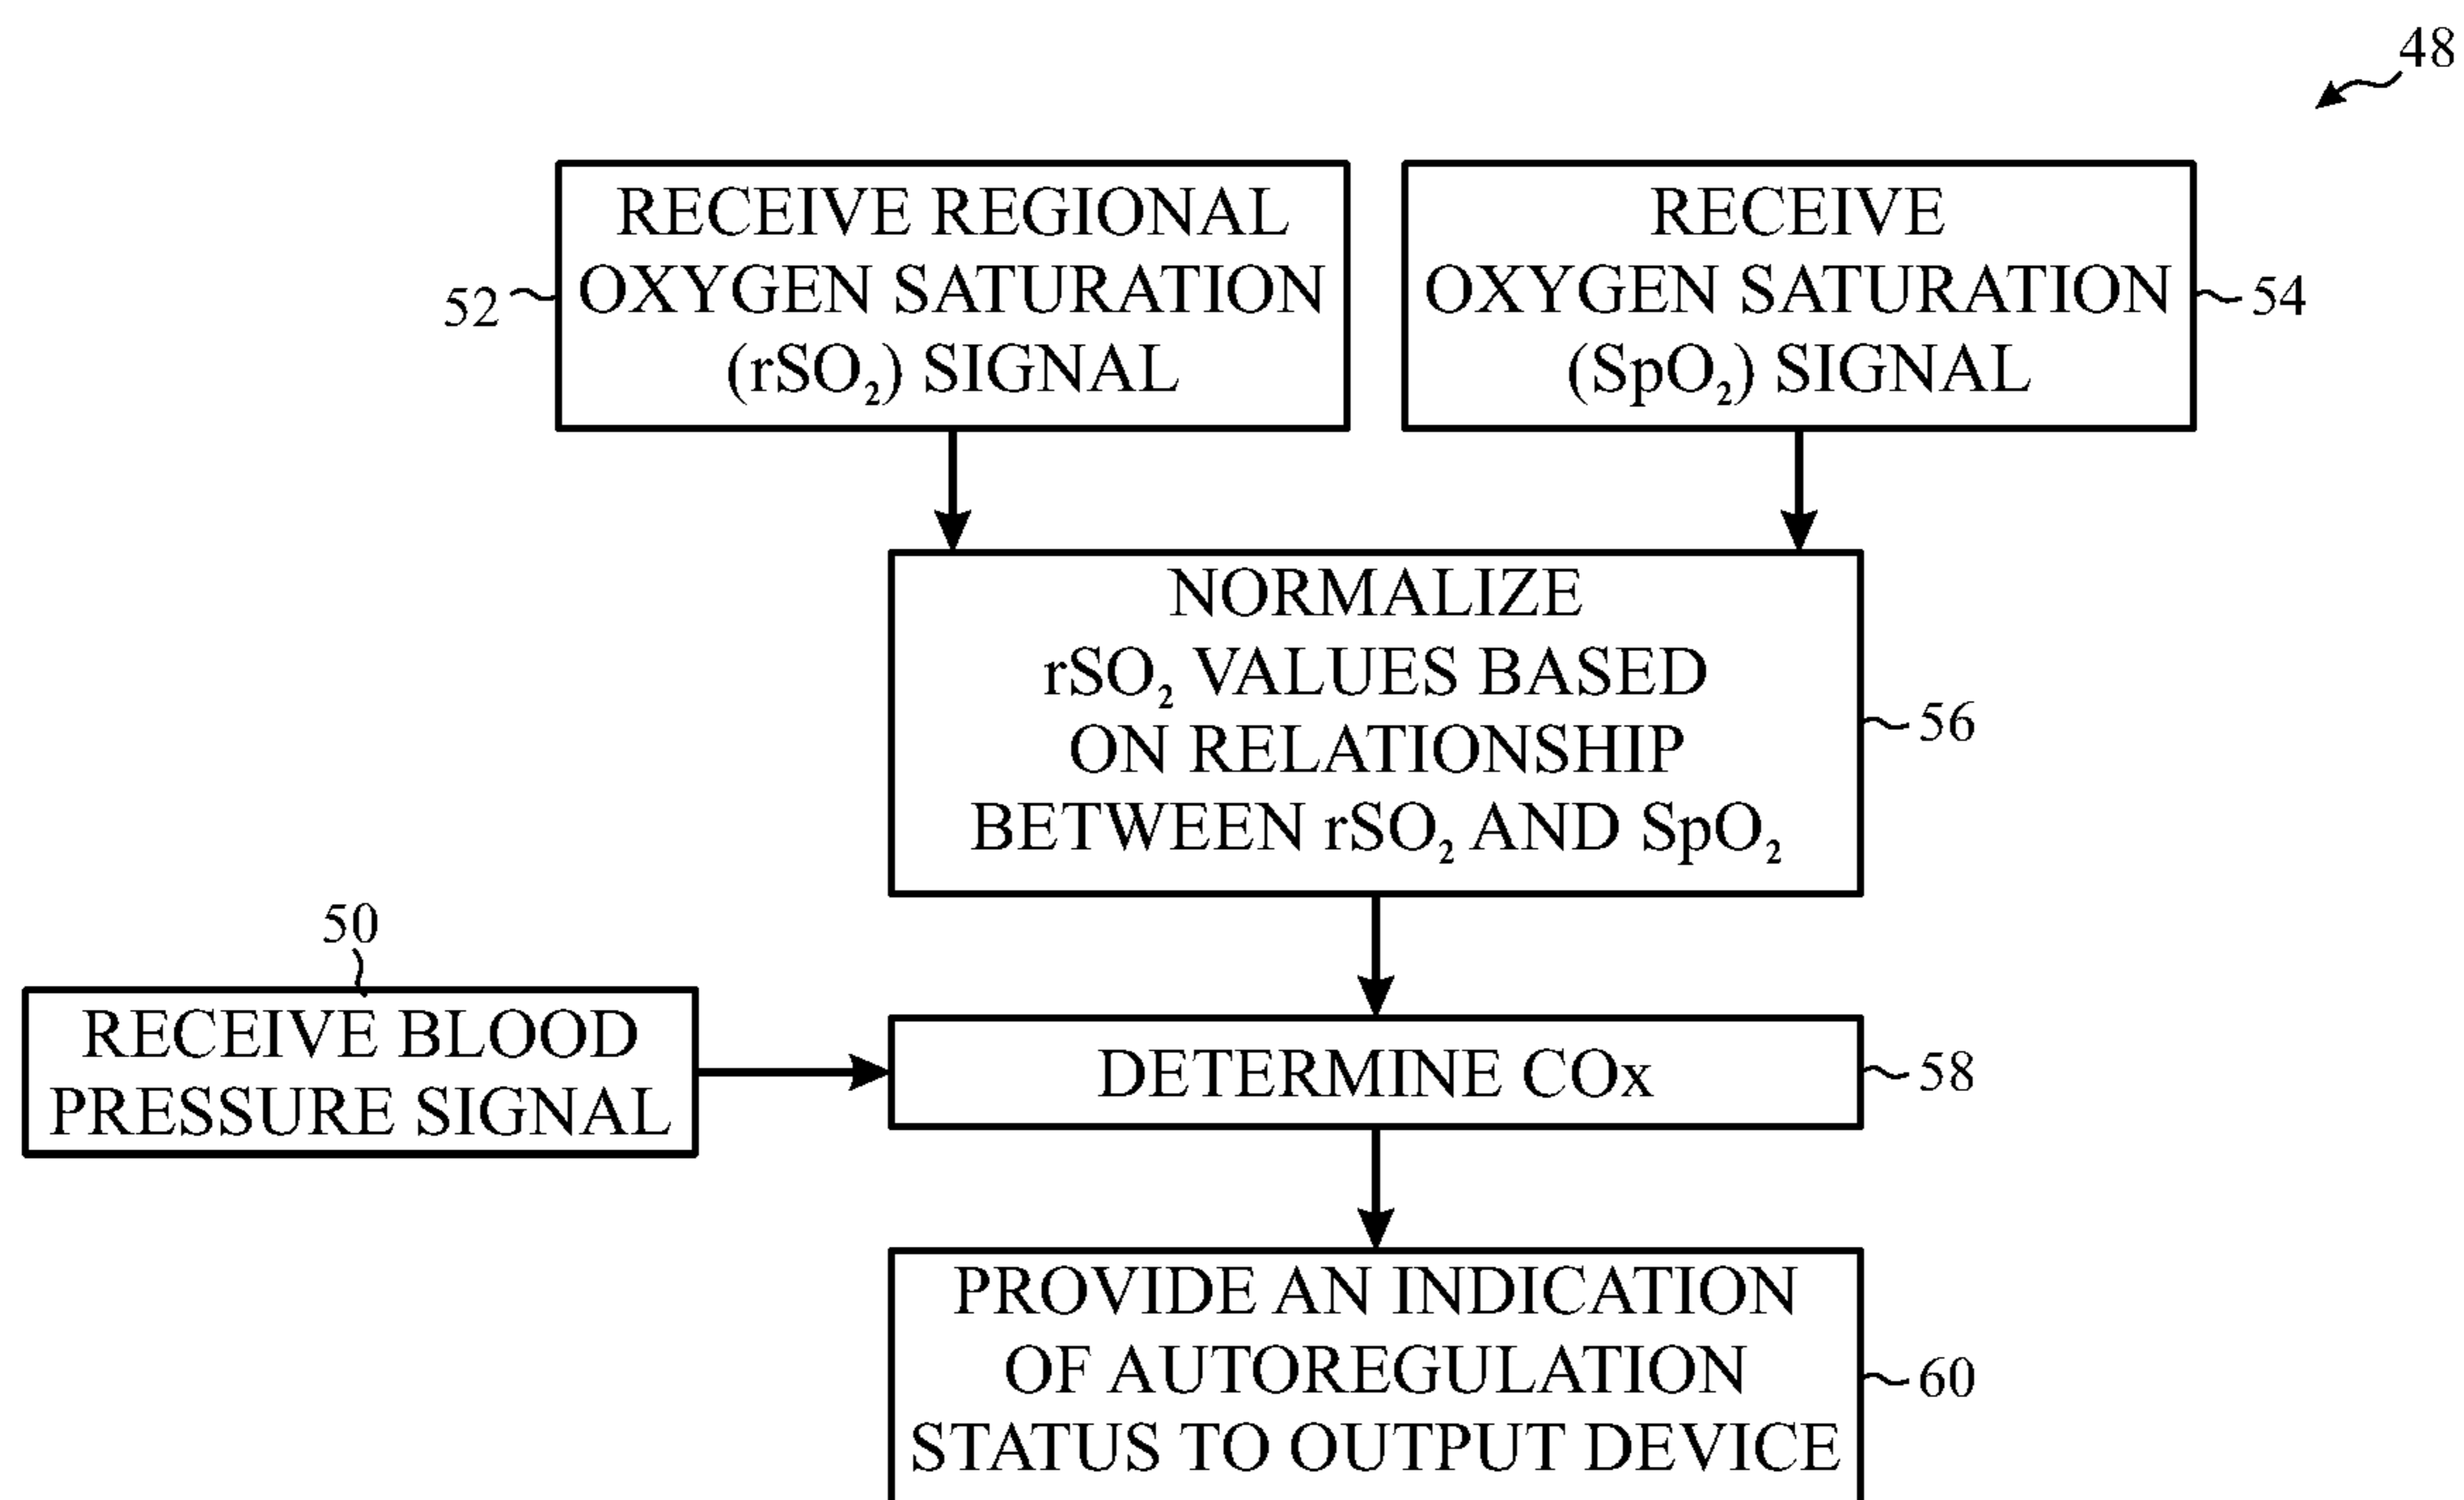 48
RECEIVE REGIONAL
OXYGEN SATURATION
(rSO₂) SIGNAL
52
RECEIVE
OXYGEN SATURATION
(SpO₂) SIGNAL
54
NORMALIZE
rSO₂ VALUES BASED
ON RELATIONSHIP
BETWEEN rSO₂ AND SpO₂
56
50
RECEIVE BLOOD
PRESSURE SIGNAL
DETERMINE COx
58
PROVIDE AN INDICATION
OF AUTOREGULATION
STATUS TO OUTPUT DEVICE
60